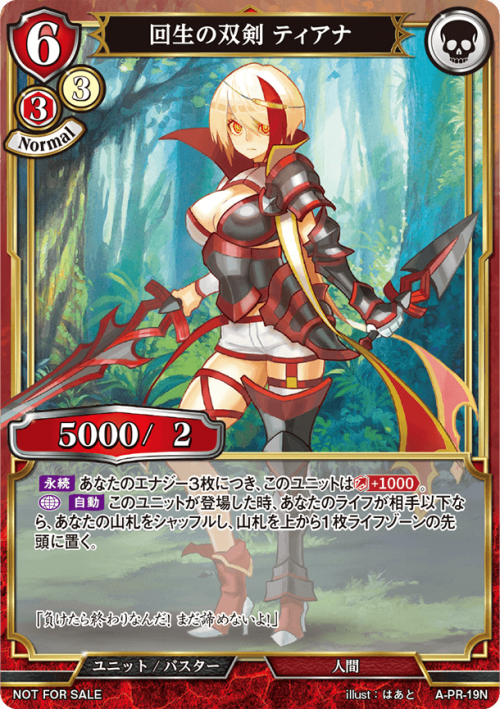 6
回生の双剣 ティアナ
3
3
Normal
5000/ 2
永続 あなたのエナジー3枚につき、このユニットは+1000。
自動 このユニットが登場した時、あなたのライフが相手以下な
ら、あなたの山札をシャッフルし、山札を上から1枚ライフゾーンの先
頭に置く。
「負けたら終わりなんだ! まだ諦めないよ!」
ユニット / バスター
人間
NOT FOR SALE
illust : はあと
A-PR-19N